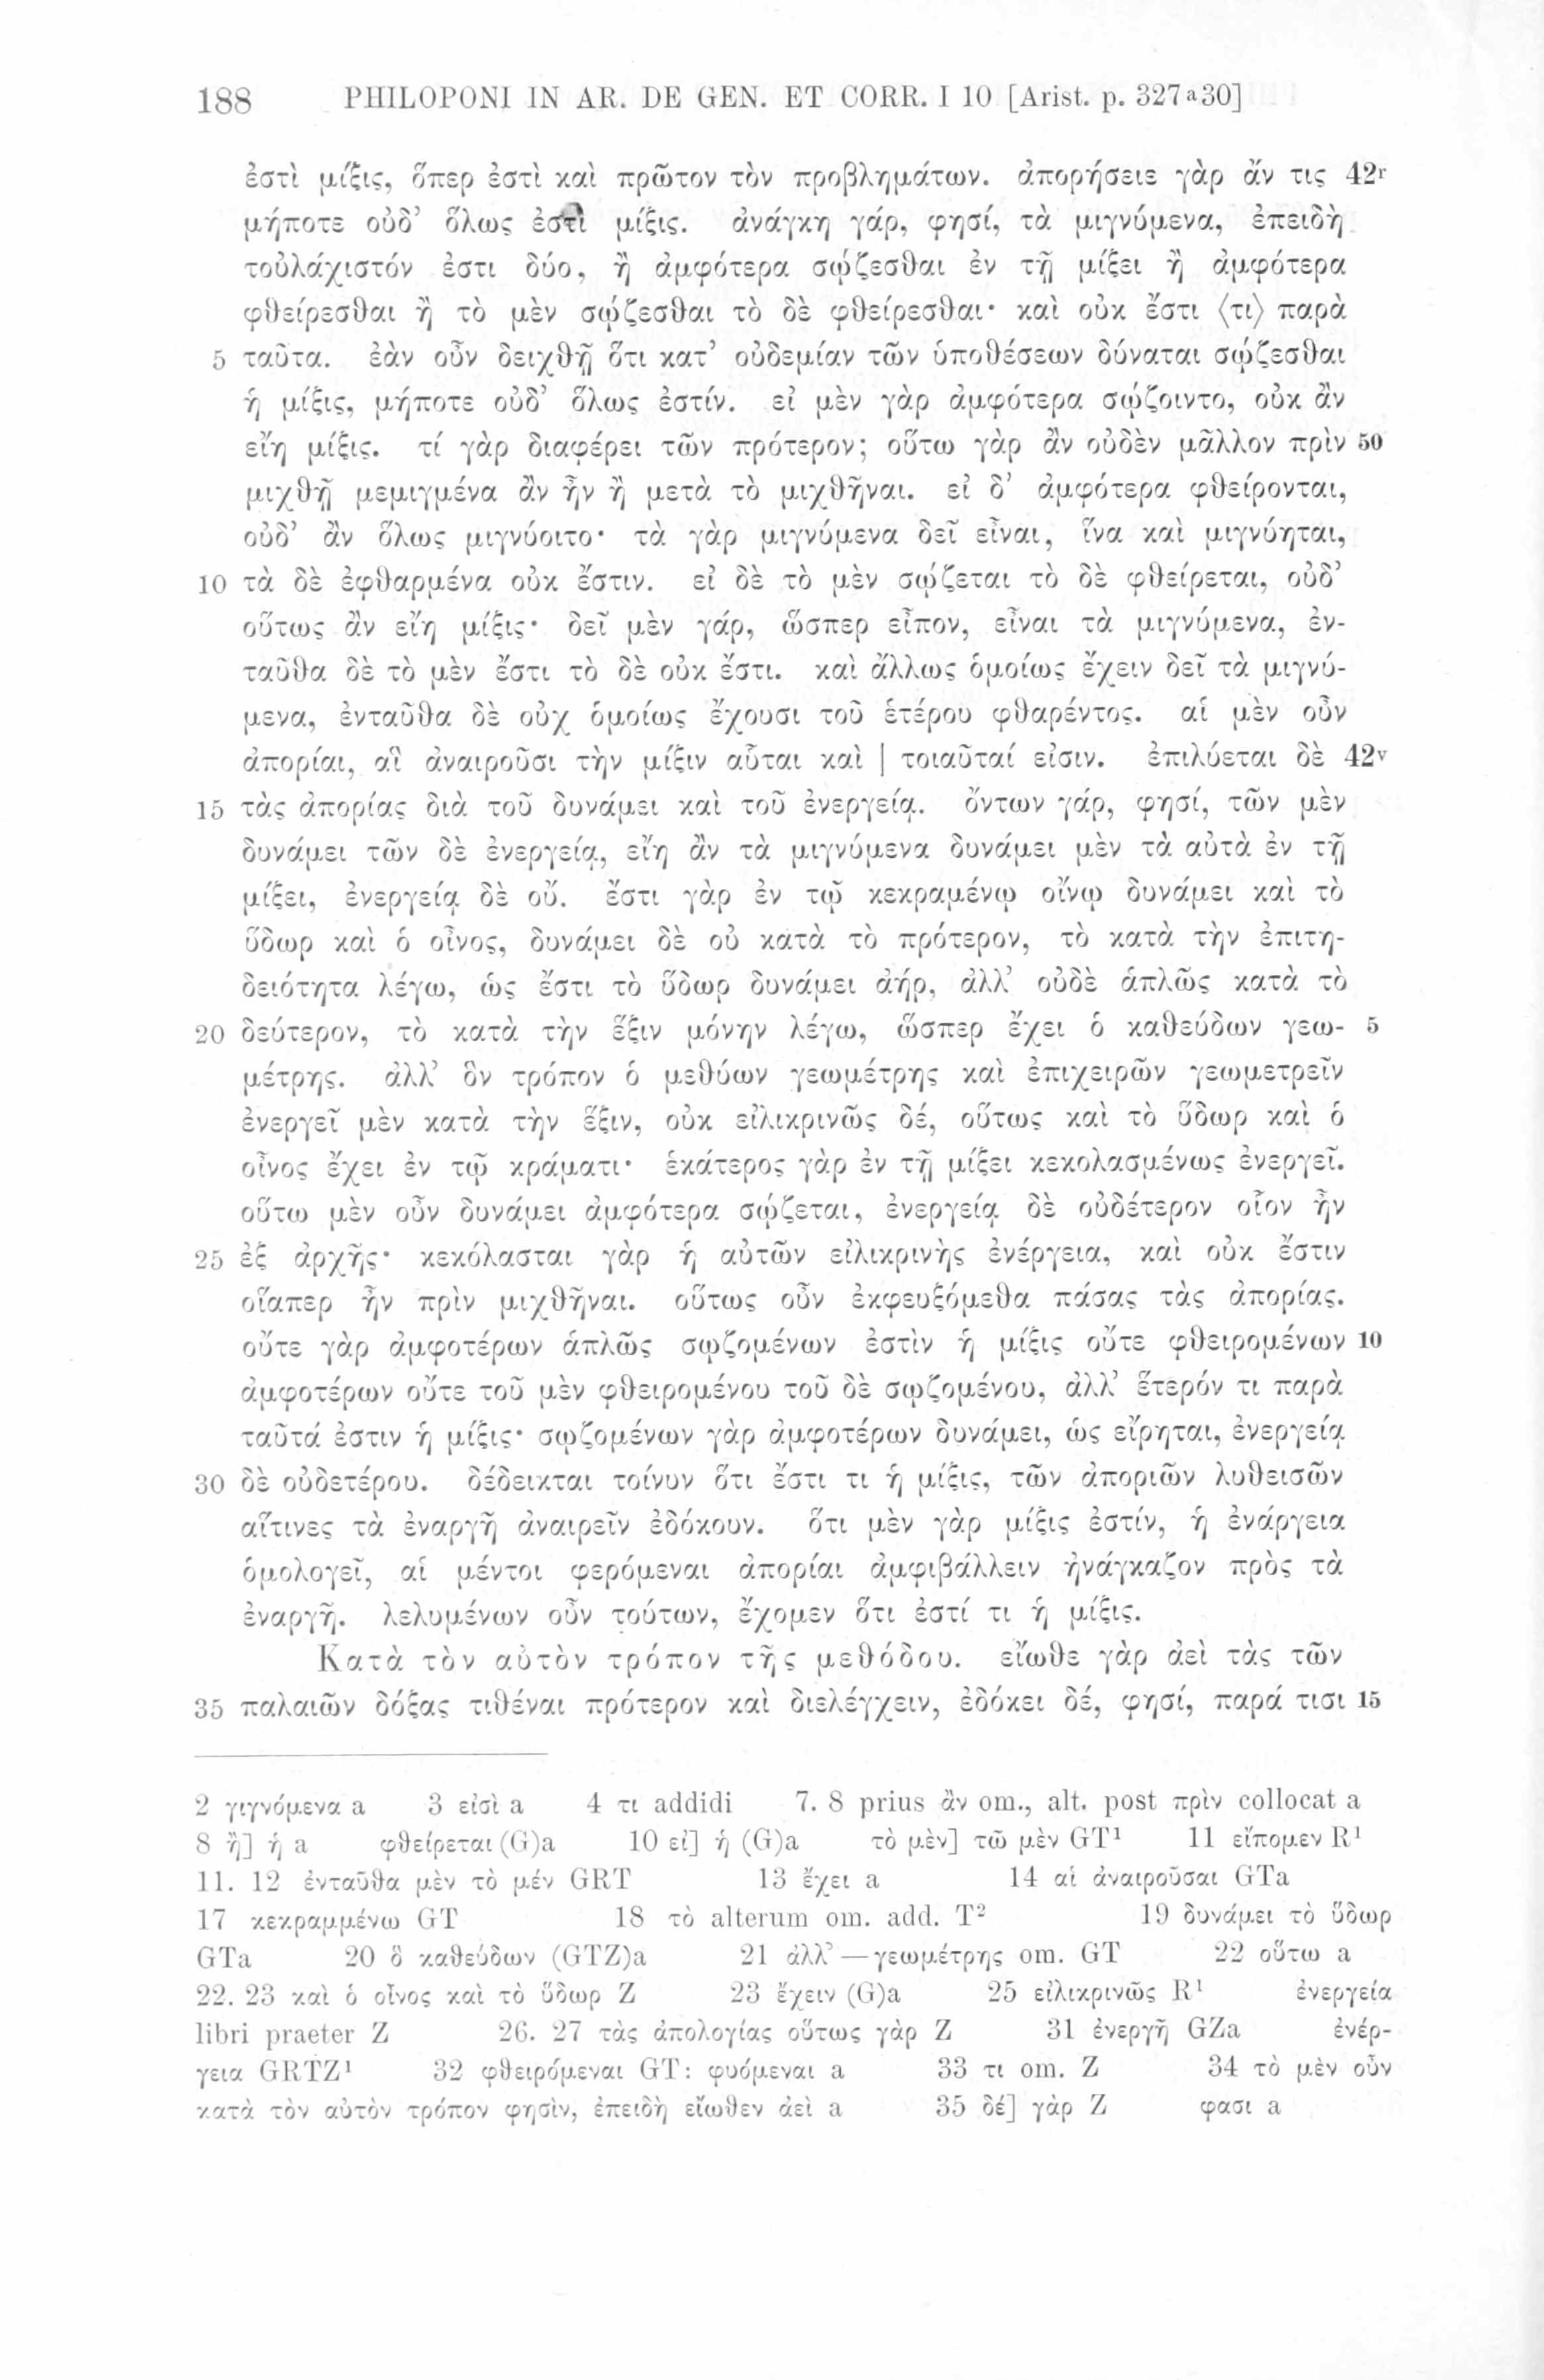 188 PHILOPONI IN AR. DE GEN. ET CORR. I 10 [Arist. p. 327a30]
ἐστὶ μίξις, ὅπερ ἐστὶ καὶ πρῶτον τὸν προβλημάτων. ἀπορήσειε γὰρ ἄν τις 42r
μήποτε οὐδ’ ὅλως ἐστὶ μίξις. ἀνάγκη γάρ, φησί, τὰ μιγνύμενα, ἐπειδὴ
τοὐλάχιστόν ἐστι δύο, ἢ ἀμφότερα σῴζεσθαι ἐν τῇ μίξει ἢ ἀμφότερα
φθείρεσθαι ἢ τὸ μὲν σῴζεσθαι τὸ δὲ φθείρεσθαι· καὶ οὐκ ἔστι ⟨τι⟩ παρὰ
5 ταῦτα. ἐὰν οὖν δειχθῇ ὅτι κατ’ οὐδεμίαν τῶν ὑποθέσεων δύναται σῴζεσθαι
ἡ μίξις, μήποτε οὐδ’ ὅλως ἐστίν. εἰ μὲν γὰρ ἀμφότερα σῴζοιντο, οὐκ ἂν
εἴη μίξις. τί γὰρ διαφέρει τῶν πρότερον; οὕτω γὰρ ἂν οὐδὲν μᾶλλον πρὶν 50
μιχθῇ μεμιγμένα ἂν ἦν ἢ μετὰ τὸ μιχθῆναι. εἰ δ’ ἀμφότερα φθείρονται,
οὐδ’ ἂν ὅλως μιγνύοιτο· τὰ γὰρ μιγνύμενα δεῖ εἶναι, ἵνα καὶ μιγνύηται,
10 τὰ δὲ ἐφθαρμένα οὐκ ἔστιν. εἰ δὲ τὸ μὲν σῴζεται τὸ δὲ φθείρεται, οὐδ’
οὕτως ἂν εἴη μίξις· δεῖ μὲν γάρ, ὥσπερ εἶπον, εἶναι τὰ μιγνύμενα, ἐν-
ταῦθα δὲ τὸ μὲν ἔστι τὸ δὲ οὐκ ἔστι. καὶ ἄλλως ὁμοίως ἔχειν δεῖ τὰ μιγνύ-
μενα, ἐνταῦθα δὲ οὐχ ὁμοίως ἔχουσι τοῦ ἑτέρου φθαρέντος. αἱ μὲν οὖν
ἀπορίαι, αἳ ἀναιροῦσι τὴν μίξιν αὗται καὶ | τοιαῦταί εἰσιν. ἐπιλύεται δὲ 42v
15 τὰς ἀπορίας διὰ τοῦ δυνάμει καὶ τοῦ ἐνεργείᾳ. ὄντων γάρ, φησί, τῶν μὲν
δυνάμει τῶν δὲ ἐνεργείᾳ, εἴη ἂν τὰ μιγνύμενα δυνάμει μὲν τὰ αὐτὰ ἐν τῇ
μίξει, ἐνεργείᾳ δὲ οὔ. ἔστι γὰρ ἐν τῷ κεκραμένῳ οἴνῳ δυνάμει καὶ τὸ
ὕδωρ καὶ ὁ οἶνος, δυνάμει δὲ οὐ κατὰ τὸ πρότερον, τὸ κατὰ τὴν ἐπιτη-
δειότητα λέγω, ὡς ἔστι τὸ ὕδωρ δυνάμει ἀήρ, ἀλλ’ οὐδὲ ἁπλῶς κατὰ τὸ
20 δεύτερον, τὸ κατὰ τὴν ἕξιν μόνην λέγω, ὥσπερ ἔχει ὁ καθεύδων γεω- 5
μέτρης. ἀλλ’ ὃν τρόπον ὁ μεθύων γεωμέτρης καὶ ἐπιχειρῶν γεωμετρεῖν
ἐνεργεῖ μὲν κατὰ τὴν ἕξιν, οὐκ εἰλικρινῶς δέ, οὕτως καὶ τὸ ὕδωρ καὶ ὁ
οἶνος ἔχει ἐν τῷ κράματι· ἑκάτερος γὰρ ἐν τῇ μίξει κεκολασμένως ἐνεργεῖ.
οὕτω μὲν οὖν δυνάμει ἀμφότερα σῴζεται, ἐνεργείᾳ δὲ οὐδέτερον οἷον ἦν
25 ἐξ ἀρχῆς· κεκόλασται γὰρ ἡ αὐτῶν εἰλικρινὴς ἐνέργεια, καὶ οὐκ ἔστιν
οἷαπερ ἦν πρὶν μιχθῆναι. οὕτως οὖν ἐκφευξόμεθα πάσας τὰς ἀπορίας.
οὔτε γὰρ ἀμφοτέρων ἁπλῶς σῳζομένων ἐστὶν ἡ μίξις οὔτε φθειρομένων 10
ἀμφοτέρων οὔτε τοῦ μὲν φθειρομένου τοῦ δὲ σῳζομένου, ἀλλ’ ἕτερόν τι παρὰ
ταῦτά ἐστιν ἡ μίξις· σῳζομένων γὰρ ἀμφοτέρων δυνάμει, ὡς εἴρηται, ἐνεργείᾳ
30 δὲ οὐδετέρου. δέδεικται τοίνυν ὅτι ἔστι τι ἡ μίξις, τῶν ἀποριῶν λυθεισῶν
αἵτινες τὰ ἐναργῆ ἀναιρεῖν ἐδόκουν. ὅτι μὲν γὰρ μίξις ἐστίν, ἡ ἐνάργεια
ὁμολογεῖ, αἱ μέντοι φερόμεναι ἀπορίαι ἀμφιβάλλειν ἠνάγκαζον πρὸς τὰ
ἐναργῆ. λελυμένων οὖν τούτων, ἔχομεν ὅτι ἐστί τι ἡ μίξις.
Κατὰ τὸν αὐτὸν τρόπον τῆς μεθόδου. εἴωθε γὰρ ἀεὶ τὰς τῶν
35 παλαιῶν δόξας τιθέναι πρότερον καὶ διελέγχειν, ἐδόκει δέ, φησί, παρά τισι 15
2 γιγνόμενα a 3 εἰσὶ a 4 τι addidi 7. 8 prius ἂν om., alt. post πρὶν collocat a
8 ἢ] ἡ a φθείρεται (G)a 10 εἰ] ἡ (G)a τὸ μὲν] τῶ μὲν GT¹ 11 εἴπομεν R¹
11. 12 ἐνταῦθα μὲν τὸ μέν GRT 13 ἔχει a 14 αἱ ἀναιροῦσαι GTa
17 κεκραμμένω GT 18 τὸ alterum om. add. T² 19 δυνάμει τὸ ὕδωρ
GTa 20 ὃ καθεύδων (GTZ)a 21 ἀλλ’ — γεωμέτρης om. GT 22 οὕτω a
22. 23 καὶ ὁ οἶνος καὶ τὸ ὕδωρ Z 23 ἔχειν (G)a 25 εἰλικρινῶς R¹ ἐνεργεία
libri praeter Z 26. 27 τὰς ἀπολογίας οὕτως γὰρ Z 31 ἐνεργῆ GZa ἐνέρ-
γεια GRTZ¹ 32 φθειρόμεναι GT: φυόμεναι a 33 τι om. Z 34 τὸ μὲν οὖν
κατὰ τὸν αὐτὸν τρόπον φησὶν, ἐπειδὴ εἴωθεν ἀεὶ a 35 δέ] γὰρ Z φασι a